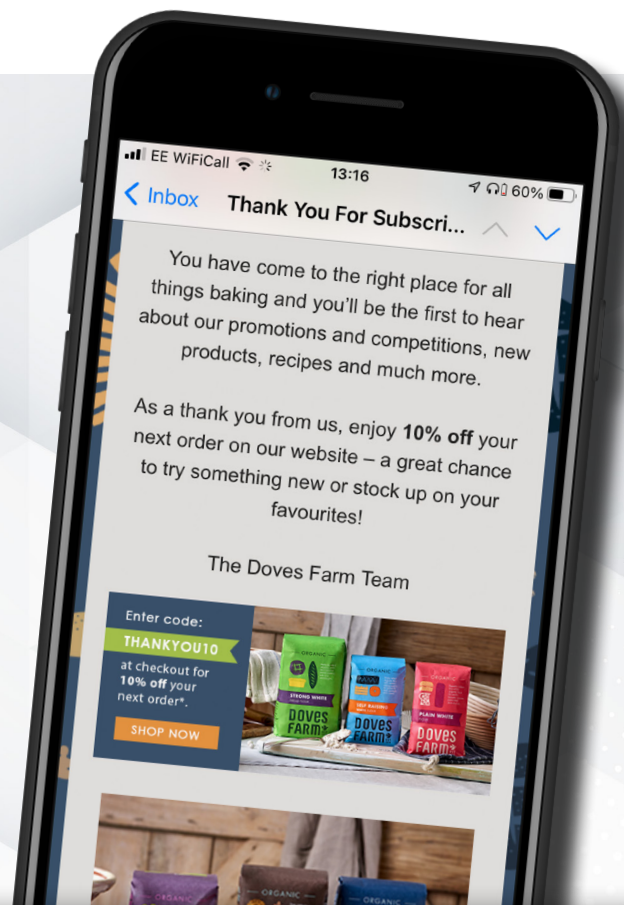 EE WiFiCall
13:16
60%
Inbox
Thank You For Subscri...
You have come to the right place for all
things baking and you'll be the first to hear
about our promotions and competitions, new
products, recipes and much more.
As a thank you from us, enjoy 10% off your
next order on our website – a great chance
to try something new or stock up on your
favourites!
The Doves Farm Team
Enter code:
THANKYOU10
at checkout for
10% off your
next order*.
SHOP NOW
ORGANIC
STRONG WHITE
DOVES
FARM
ORGANIC
SELF RAISING
DOVES
FARM
ORGANIC
PLAIN WHITE
DOVES
FARM
ORGANIC
ORGANIC
ORGANIC